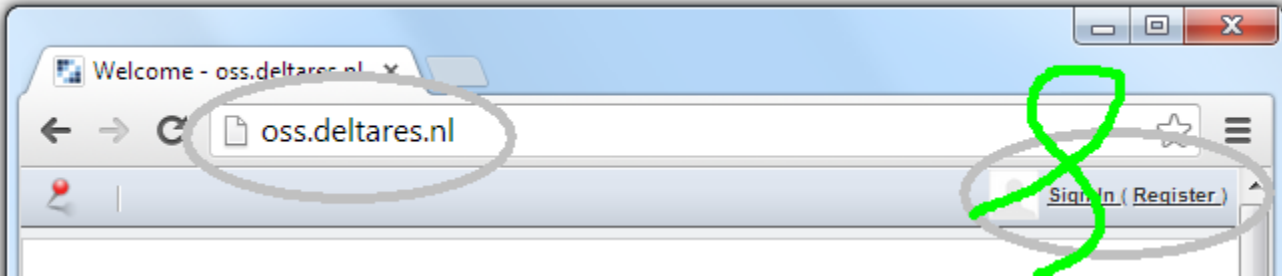 Welcome - oss.deltares.nl
oss.deltares.nl
Sign In ( Register )